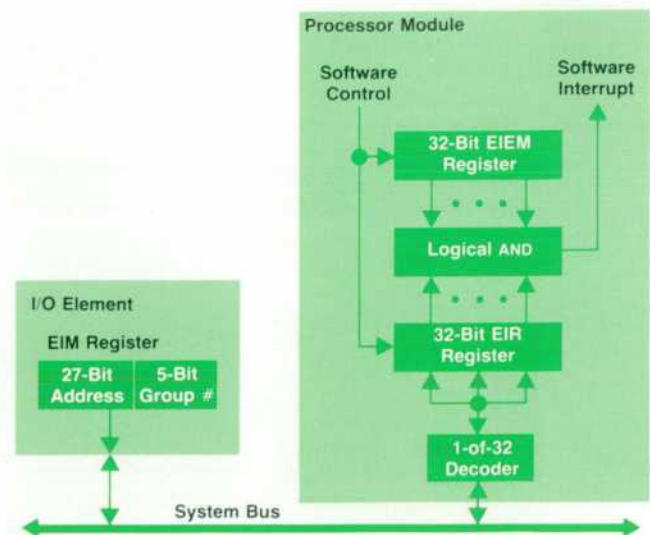 Processor Module
Software
Control
Software
Interrupt
32-Bit EIEM
Register
Logical AND
32-Bit EIR
Register
1-of-32
Decoder
I/O Element
EIM Register
27-Bit
Address
5-Bit
Group #
System Bus